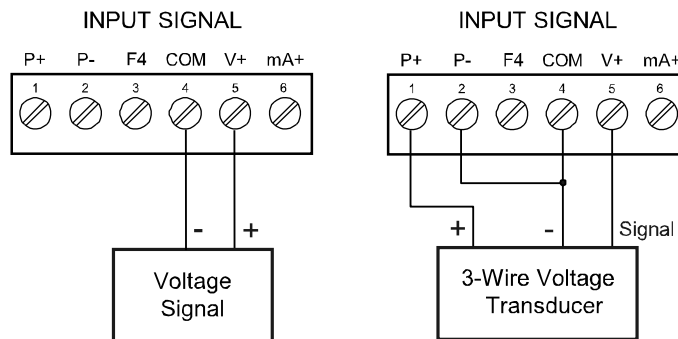 INPUT SIGNAL
P+ P- F4 COM V+ mA+
1 2 3 4 5 6
- +
Voltage
Signal
INPUT SIGNAL
P+ P- F4 COM V+ mA+
1 2 3 4 5 6
+ - Signal
3-Wire Voltage
Transducer